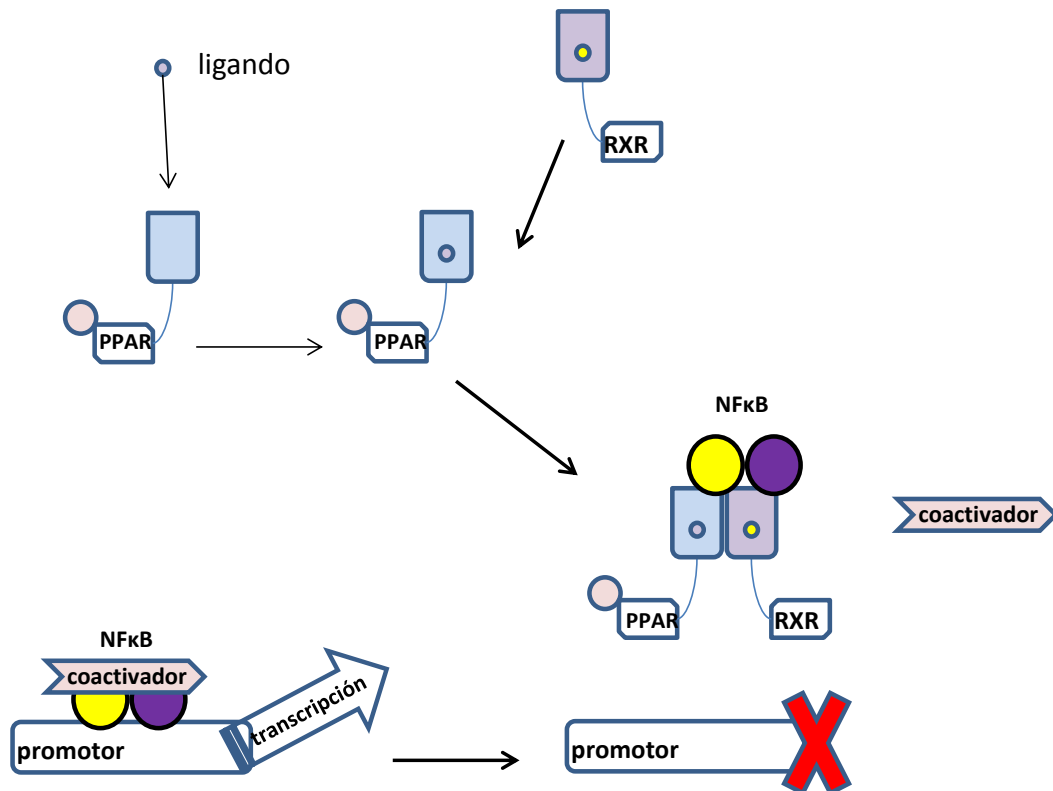 ligando
RXR
PPAR
PPAR
NFκB
coactivador
PPAR
RXR
NFκB
coactivador
transcripción
promotor
promotor